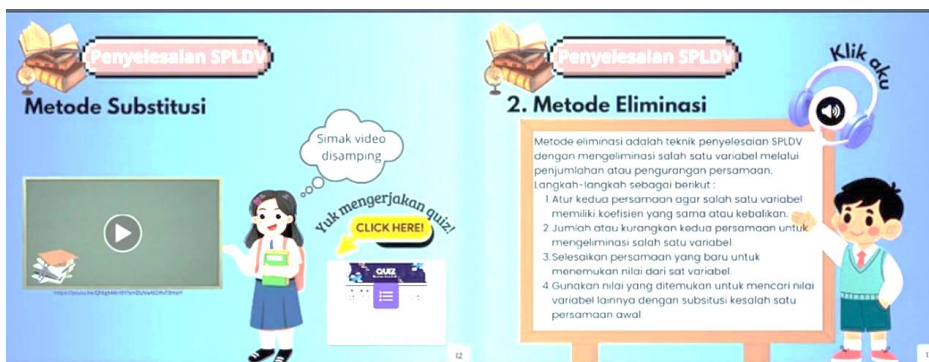 Penyelesaian SPLDV
Metode Substitusi
Simak video
disamping
Yuk mengerjakan quiz!
CLICK HERE!
QUIZ
12
Penyelesaian SPLDV
2. Metode Eliminasi
Klik aku
Metode eliminasi adalah teknik penyelesaian SPLDV
dengan mengeliminasi salah satu variabel melalui
penjumlahan atau pengurangan persamaan.
Langkah-langkah sebagai berikut :
1. Atur kedua persamaan agar salah satu variabel
memiliki koefisien yang sama atau kebalikan.
2. Jumlah atau kurangkan kedua persamaan untuk
mengeliminasi salah satu variabel
3. Selesaikan persamaan yang baru untuk
menemukan nilai dari sat variabel.
4. Gunakan nilai yang ditemukan untuk mencari nilai
variabel lainnya dengan subsitusi kesalah satu
persamaan awal